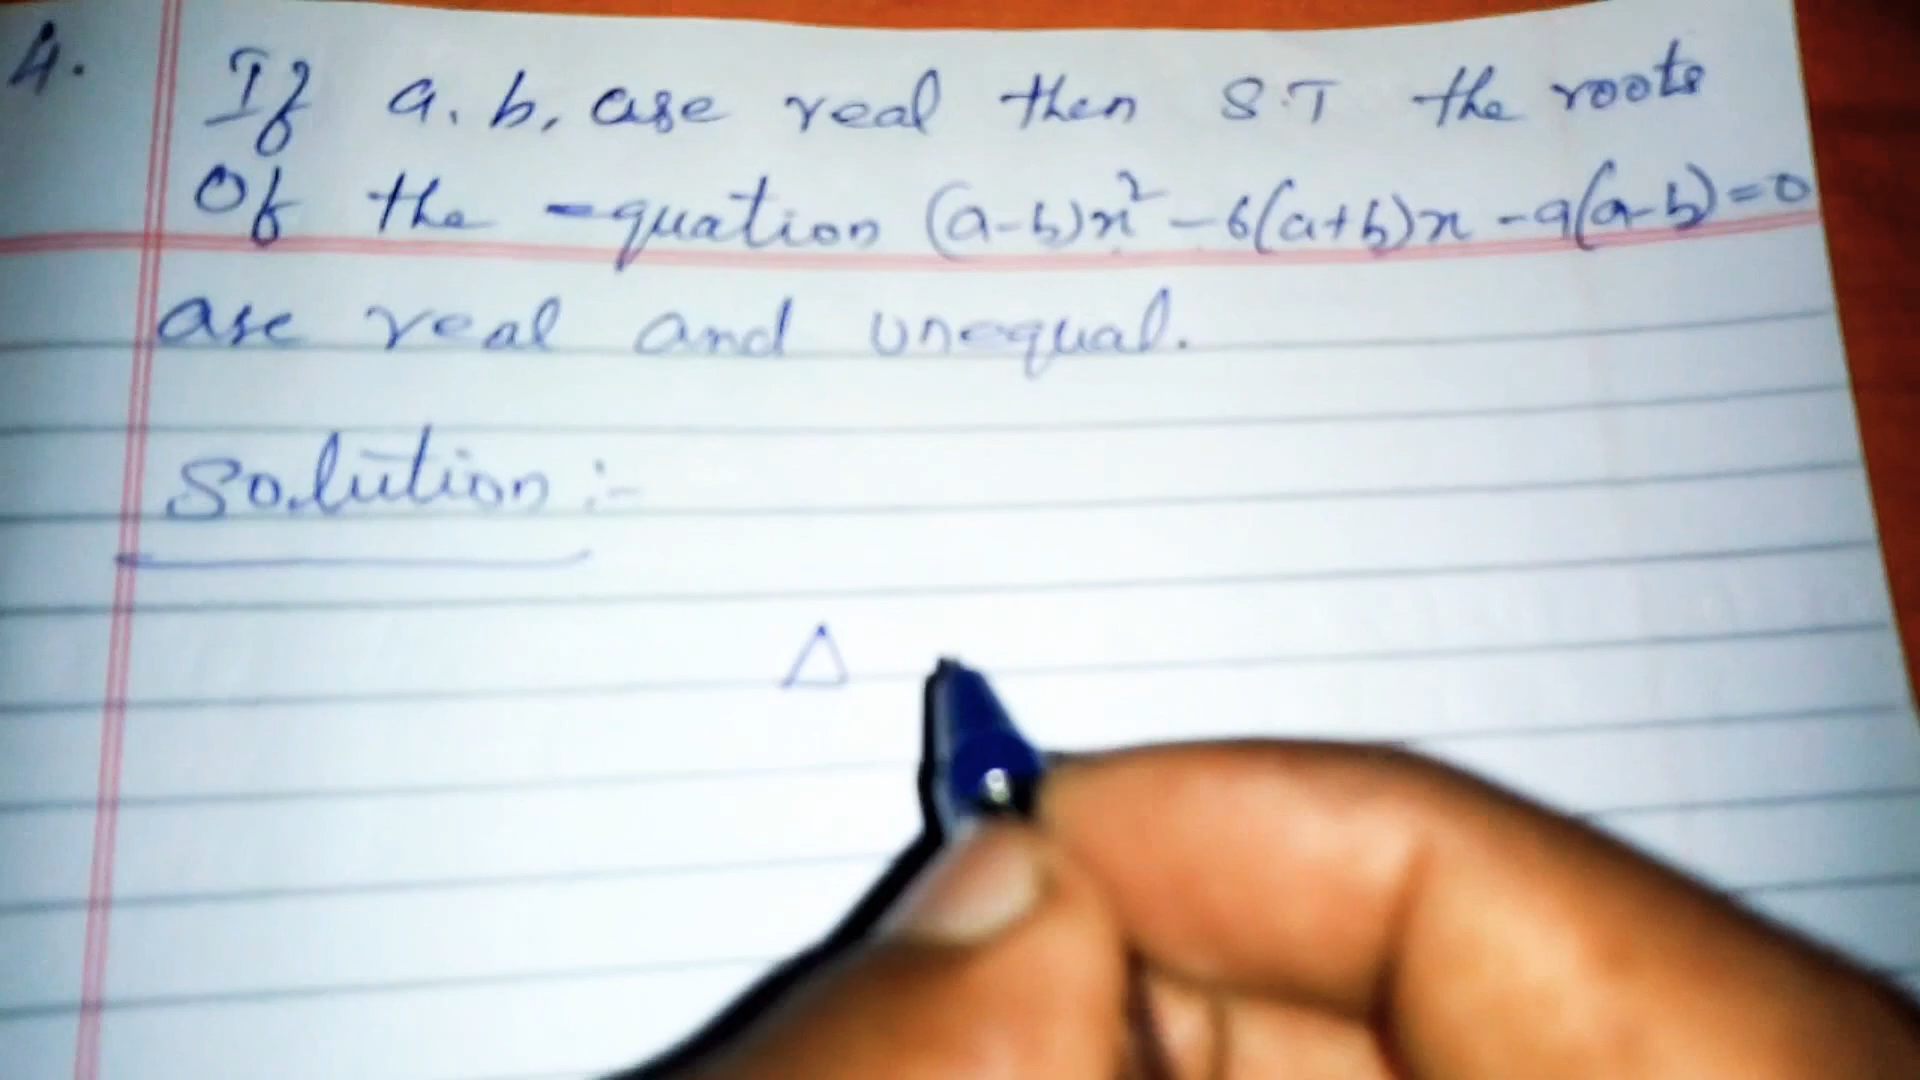 4.
If a, b, are real then S.T the roots
Of the equation (a-b)x² - 6(a+b)x - 9(a-b)=0
are real and unequal.
Solution :-
Δ